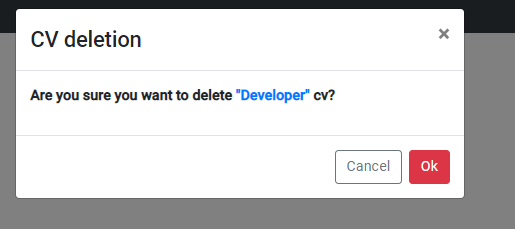 CV deletion
×
Are you sure you want to delete "Developer" cv?
Cancel
Ok